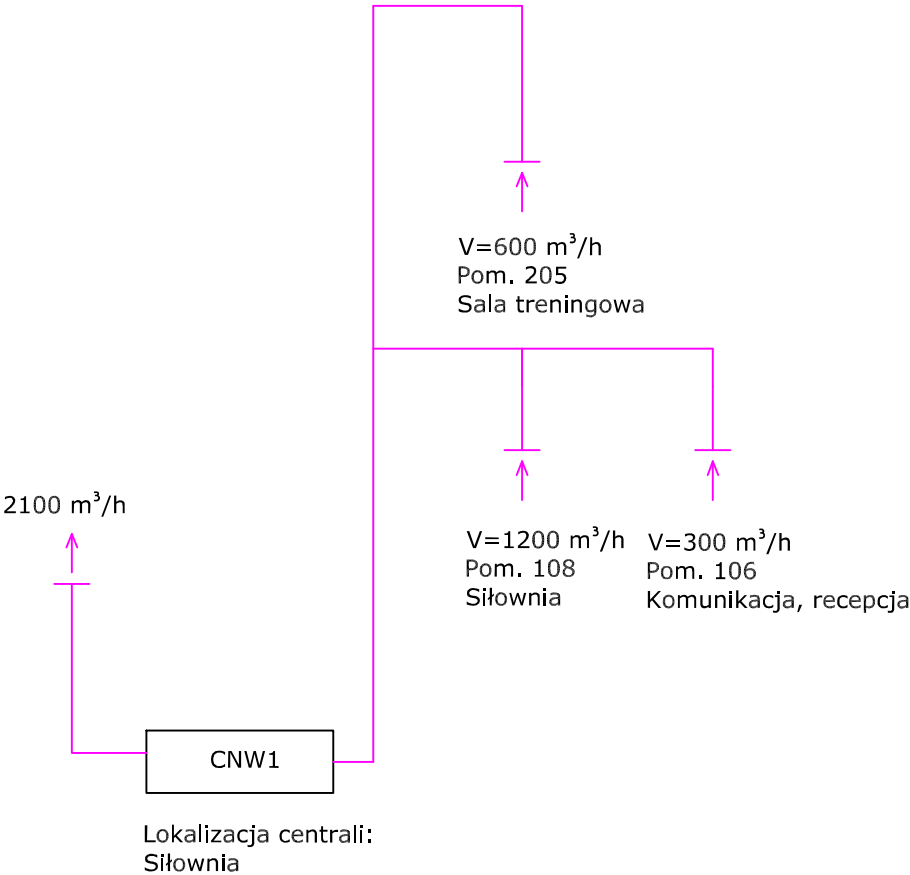 V=600 m³/h
Pom. 205
Sala treningowa
2100 m³/h
V=1200 m³/h
Pom. 108
Siłownia
V=300 m³/h
Pom. 106
Komunikacja, recepcja
CNW1
Lokalizacja centrali:
Siłownia